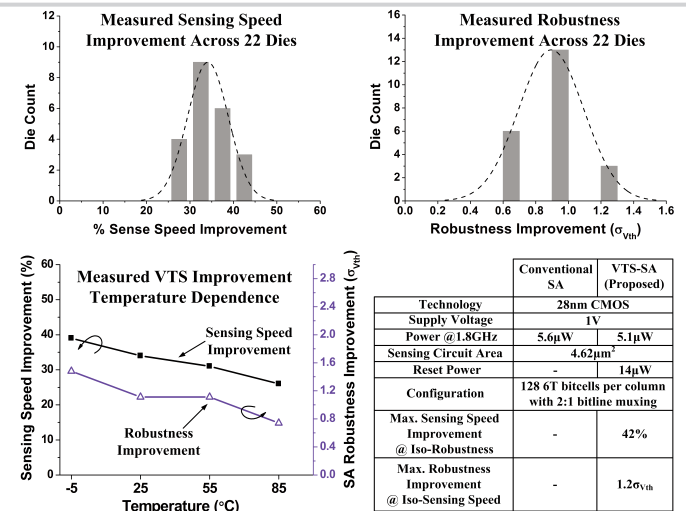 Measured Sensing Speed
Improvement Across 22 Dies
12
10
8
6
4
2
0
Die Count
0 10 20 30 40 50 60
% Sense Speed Improvement
Measured Robustness
Improvement Across 22 Dies
16
14
12
10
8
6
4
2
0
Die Count
0.0 0.2 0.4 0.6 0.8 1.0 1.2 1.4 1.6
Robustness Improvement (σVth)
Measured VTS Improvement
Temperature Dependence
60
50
40
30
20
10
0
Sensing Speed Improvement (%)
Sensing Speed
Improvement
Robustness
Improvement
2.8
2.4
2.0
1.6
1.2
0.8
0.4
0.0
SA Robustness Improvement (σVth)
-5 25 55 85
Temperature (°C)
Conventional SA VTS-SA (Proposed)
Technology 28nm CMOS
Supply Voltage 1V
Power @1.8GHz 5.6μW 5.1μW
Sensing Circuit Area 4.62μm²
Reset Power - 14μW
Configuration 128 6T bitcells per column with 2:1 bitline muxing
Max. Sensing Speed Improvement @ Iso-Robustness - 42%
Max. Robustness Improvement @ Iso-Sensing Speed - 1.2σVth